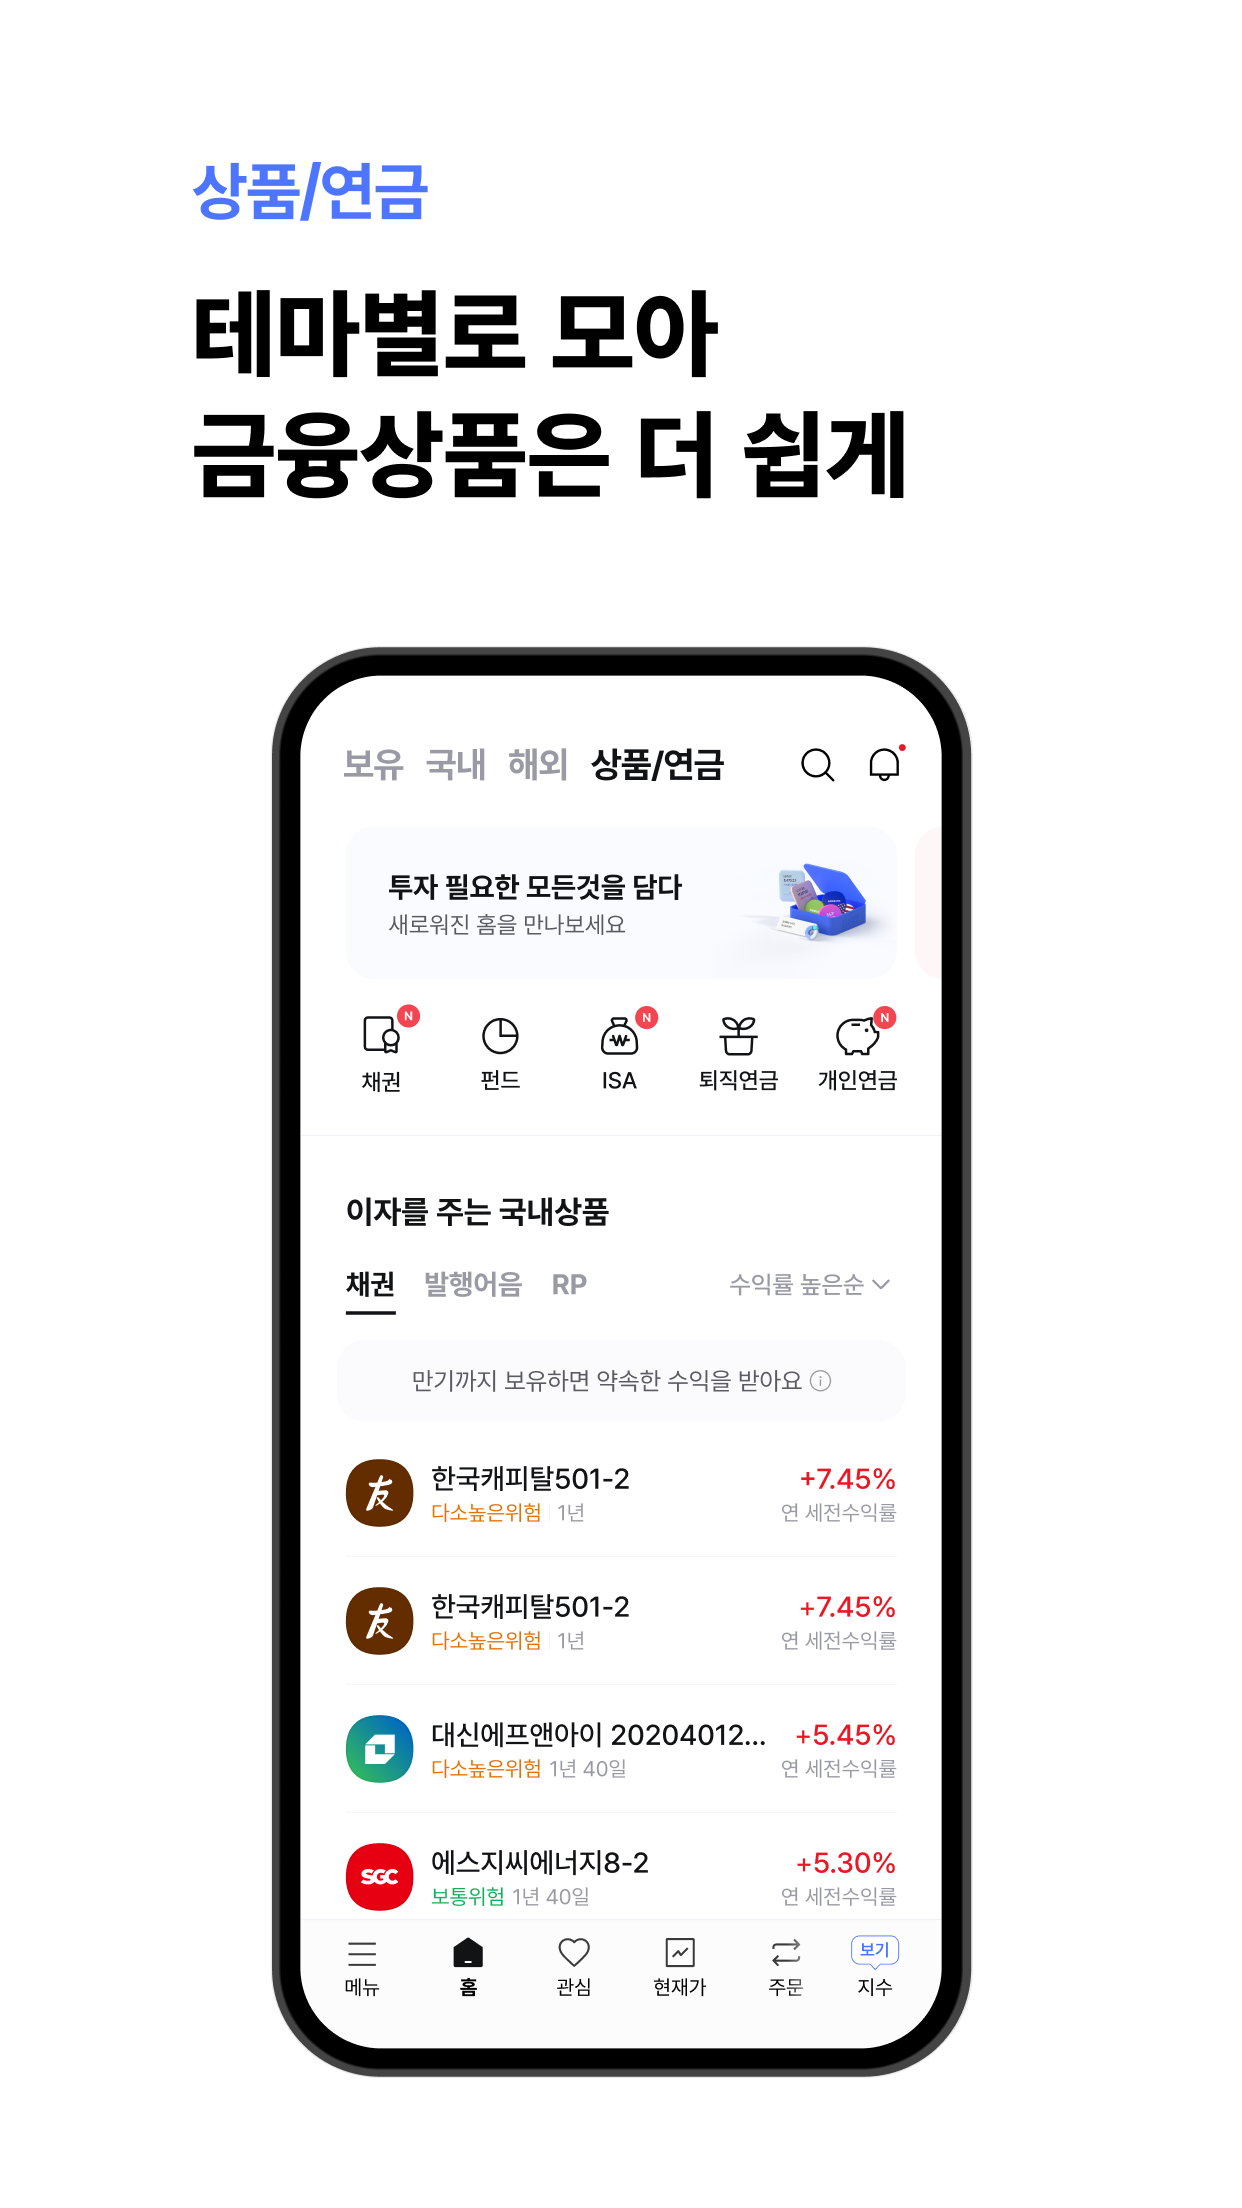 상품/연금
테마별로 모아
금융상품은 더 쉽게
보유 국내 해외 상품/연금
투자 필요한 모든것을 담다
새로워진 홈을 만나보세요
N N N
채권 펀드 ISA 퇴직연금 개인연금
이자를 주는 국내상품
채권 발행어음 RP 수익률 높은순
만기까지 보유하면 약속한 수익을 받아요
友 한국캐피탈501-2 +7.45%
다소높은위험 1년 연 세전수익률
友 한국캐피탈501-2 +7.45%
다소높은위험 1년 연 세전수익률
대신에프앤아이 20204012... +5.45%
다소높은위험 1년 40일 연 세전수익률
SGC 에스지씨에너지8-2 +5.30%
보통위험 1년 40일 연 세전수익률
보기
메뉴 홈 관심 현재가 주문 지수